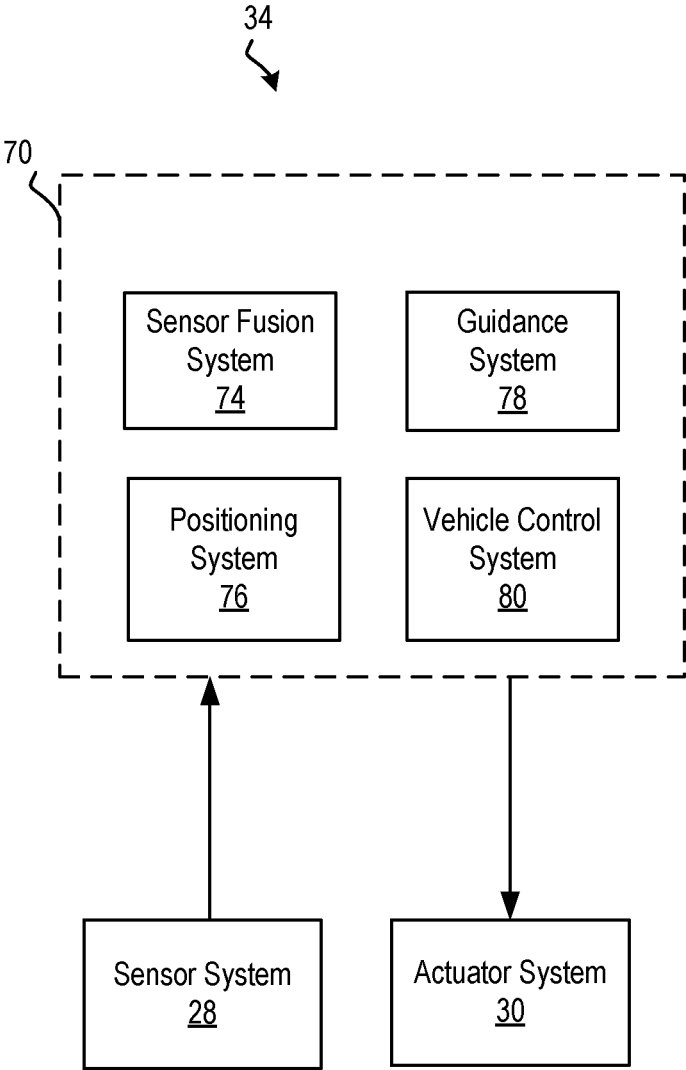 34
70
Sensor Fusion
System
74
Guidance
System
78
Positioning
System
76
Vehicle Control
System
80
Sensor System
28
Actuator System
30